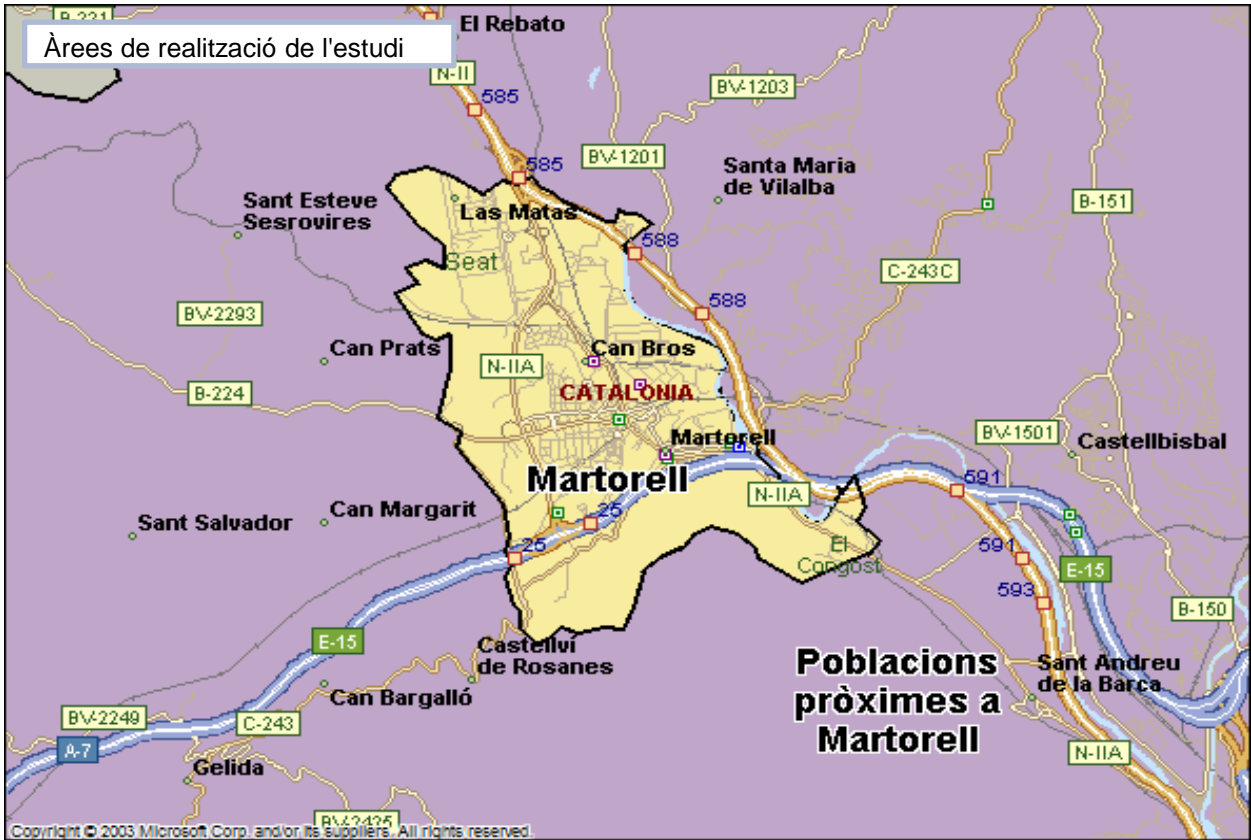 B-221
El Rebato
Àrees de realització de l'estudi
N-II
585
BV-1203
585
BV-1201
Santa Maria
de Vilalba
Sant Esteve
Sesrovires
Las Matas
B-151
588
Seat
C-243C
588
BV-2293
Can Prats
Can Bros
N-IIA
B-224
CATALONIA
Martorell
BV-1501
Castellbisbal
Martorell
N-IIA
591
Can Margarit
Sant Salvador
25
25
El
Congost
591
E-15
593
B-150
E-15
Castellví
de Rosanes
Poblacions
pròximes a
Martorell
Sant Andreu
de la Barca
Can Bargalló
BV-2249
C-243
A-7
N-IIA
Gelida
BV-2425
Copyright © 2003 Microsoft Corp. and/or its suppliers. All rights reserved.